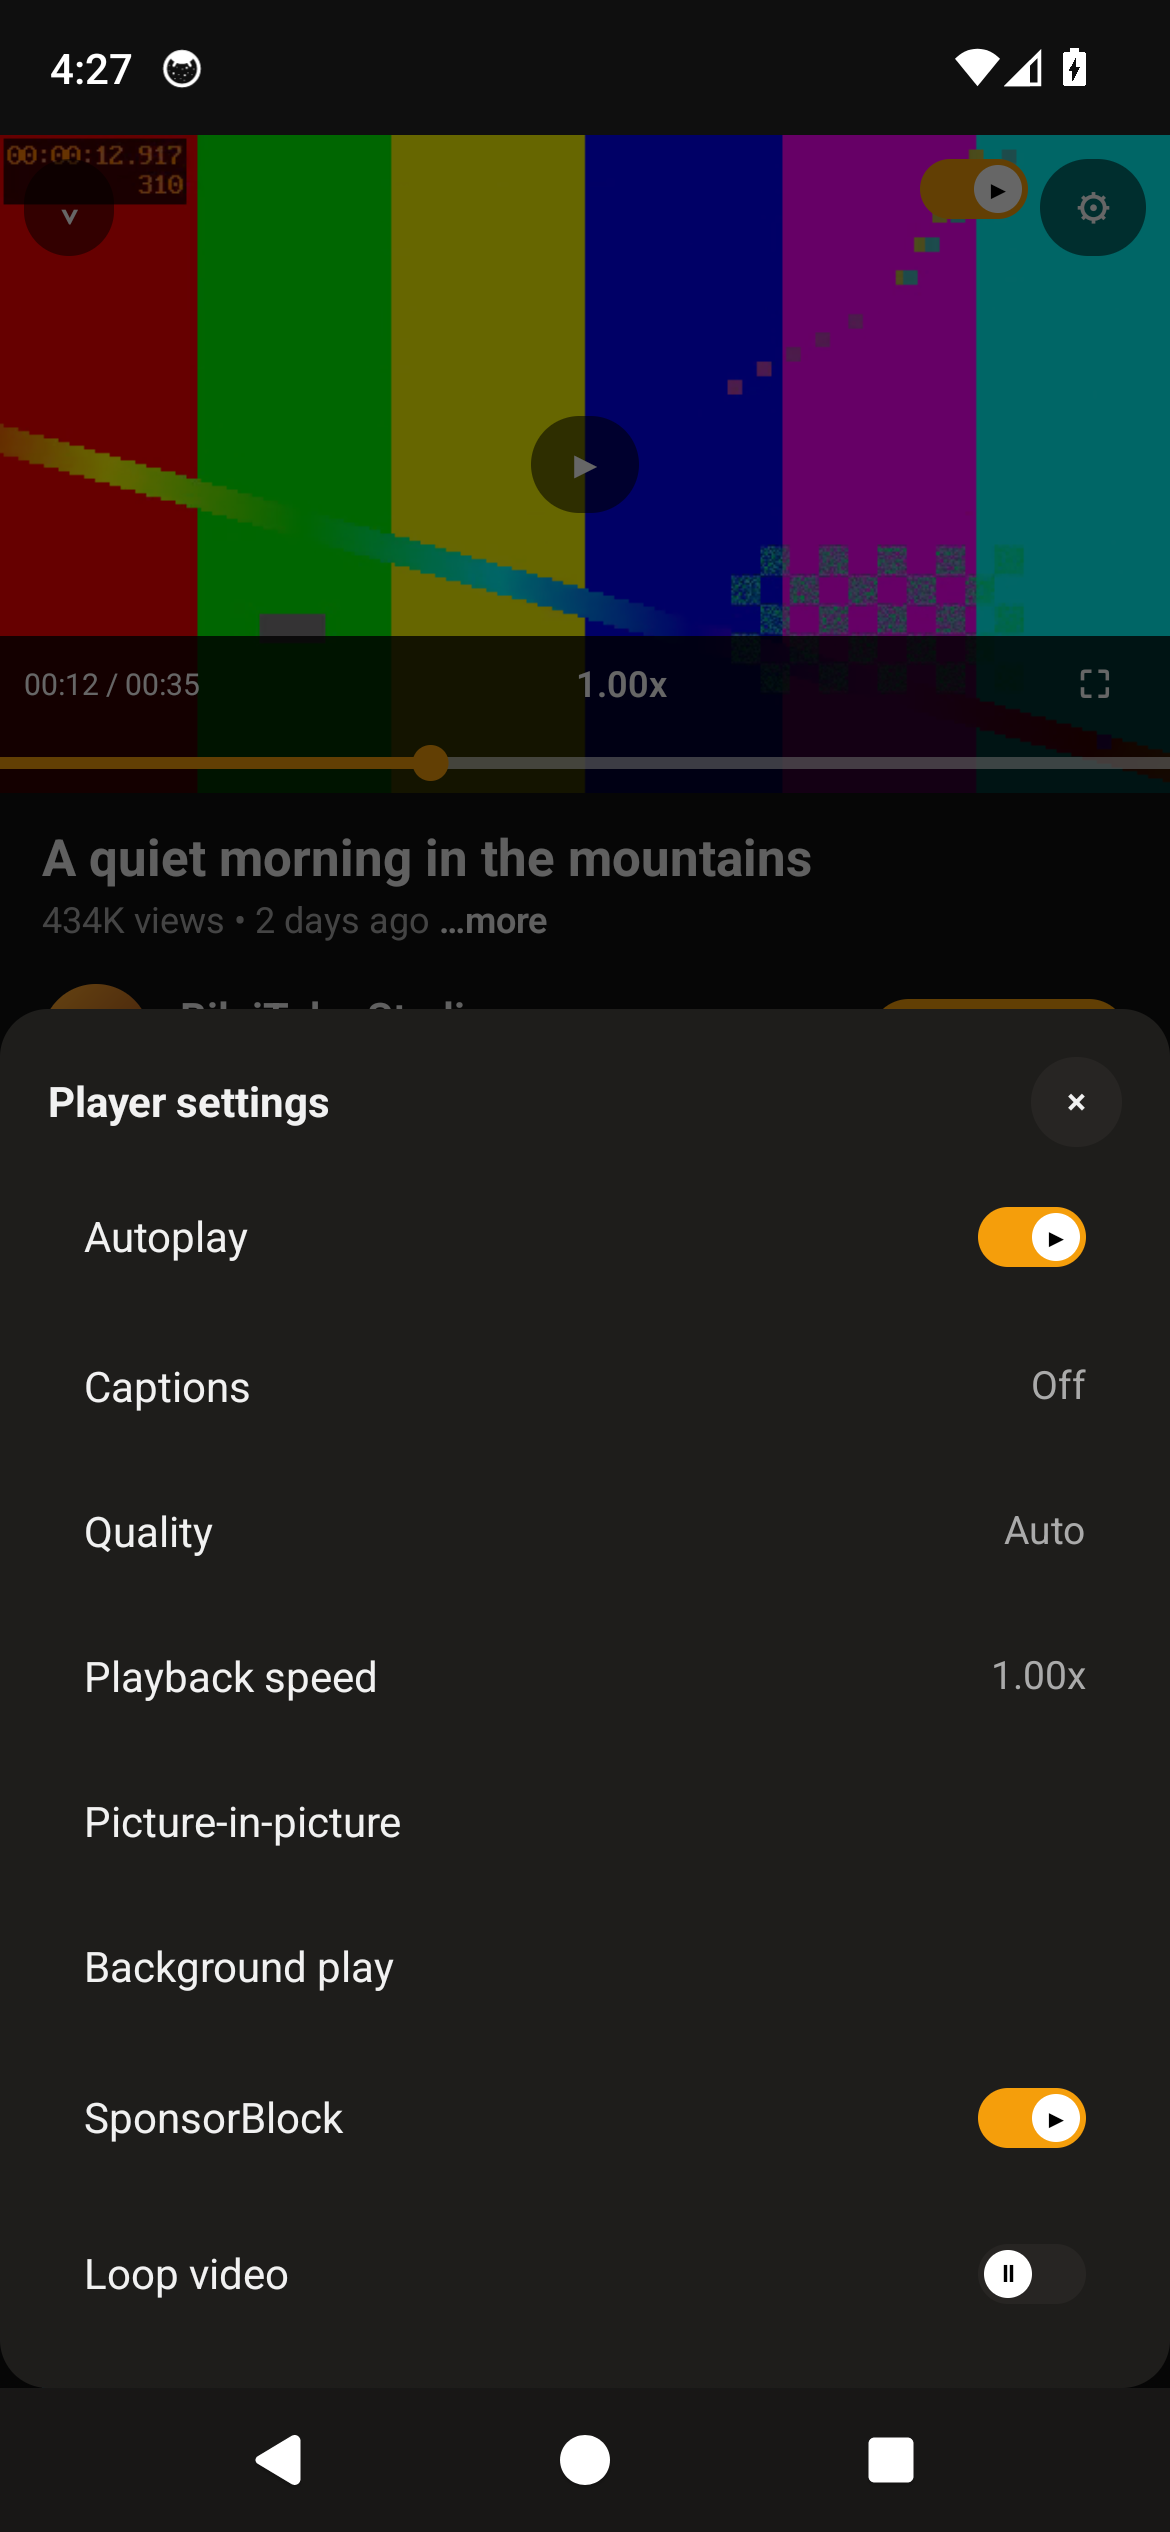 4:27
00:00:12.917
310
00:12 / 00:35
1.00x
A quiet morning in the mountains
434K views • 2 days ago ...more
Player settings
×
Autoplay
Captions
Off
Quality
Auto
Playback speed
1.00x
Picture-in-picture
Background play
SponsorBlock
Loop video